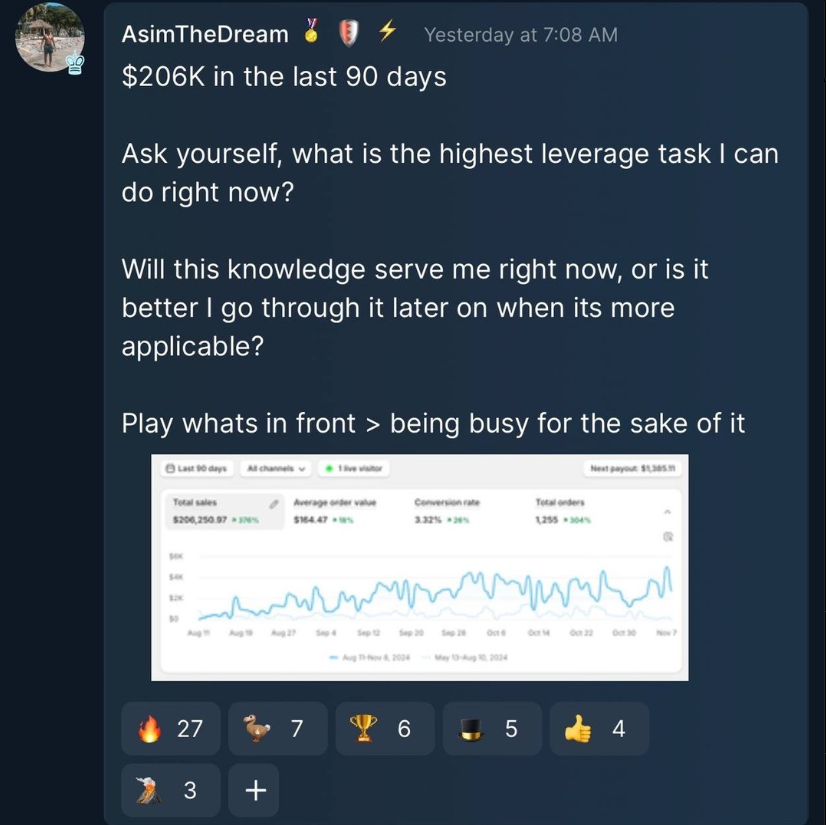 AsimTheDream Yesterday at 7:08 AM
$206K in the last 90 days
Ask yourself, what is the highest leverage task I can
do right now?
Will this knowledge serve me right now, or is it
better I go through it later on when its more
applicable?
Play whats in front > being busy for the sake of it
Last 90 days All channels 1 live visitor Next payout: $1,385.11
Total sales Average order value Conversion rate Total orders
$206,250.97 376% $164.47 18% 3.32% 26% 1,255 304%
$6K
$4K
$2K
$0
Aug 11 Aug 19 Aug 27 Sep 4 Sep 12 Sep 20 Sep 28 Oct 6 Oct 14 Oct 22 Oct 30 Nov 7
Aug 11-Nov 8, 2024 May 13-Aug 10, 2024
27 7 6 5 4
3 +